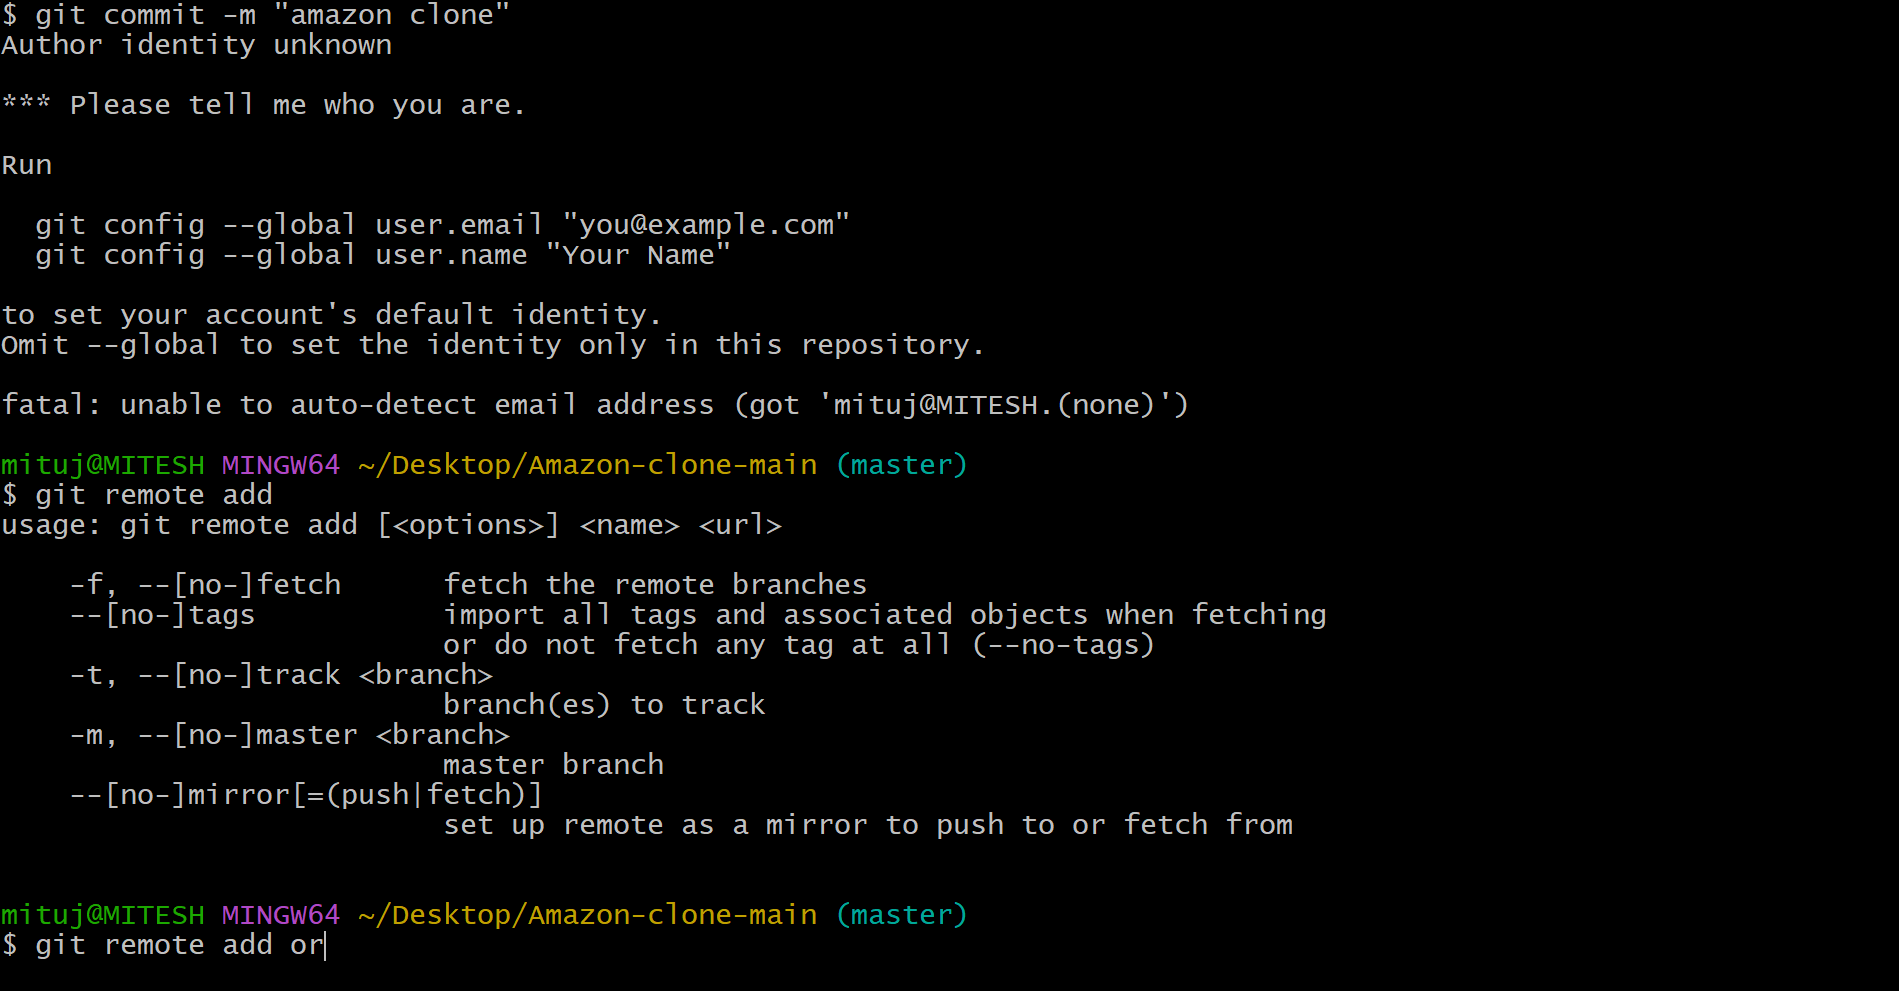 $ git commit -m "amazon clone"
Author identity unknown
*** Please tell me who you are.
Run
git config --global user.email "you@example.com"
git config --global user.name "Your Name"
to set your account's default identity.
Omit --global to set the identity only in this repository.
fatal: unable to auto-detect email address (got 'mituj@MITESH.(none)')
mituj@MITESH MINGW64 ~/Desktop/Amazon-clone-main (master)
$ git remote add
usage: git remote add [<options>] <name> <url>
-f, --[no-]fetch      fetch the remote branches
--[no-]tags           import all tags and associated objects when fetching
or do not fetch any tag at all (--no-tags)
-t, --[no-]track <branch>
branch(es) to track
-m, --[no-]master <branch>
master branch
--[no-]mirror[=(push|fetch)]
set up remote as a mirror to push to or fetch from
mituj@MITESH MINGW64 ~/Desktop/Amazon-clone-main (master)
$ git remote add or